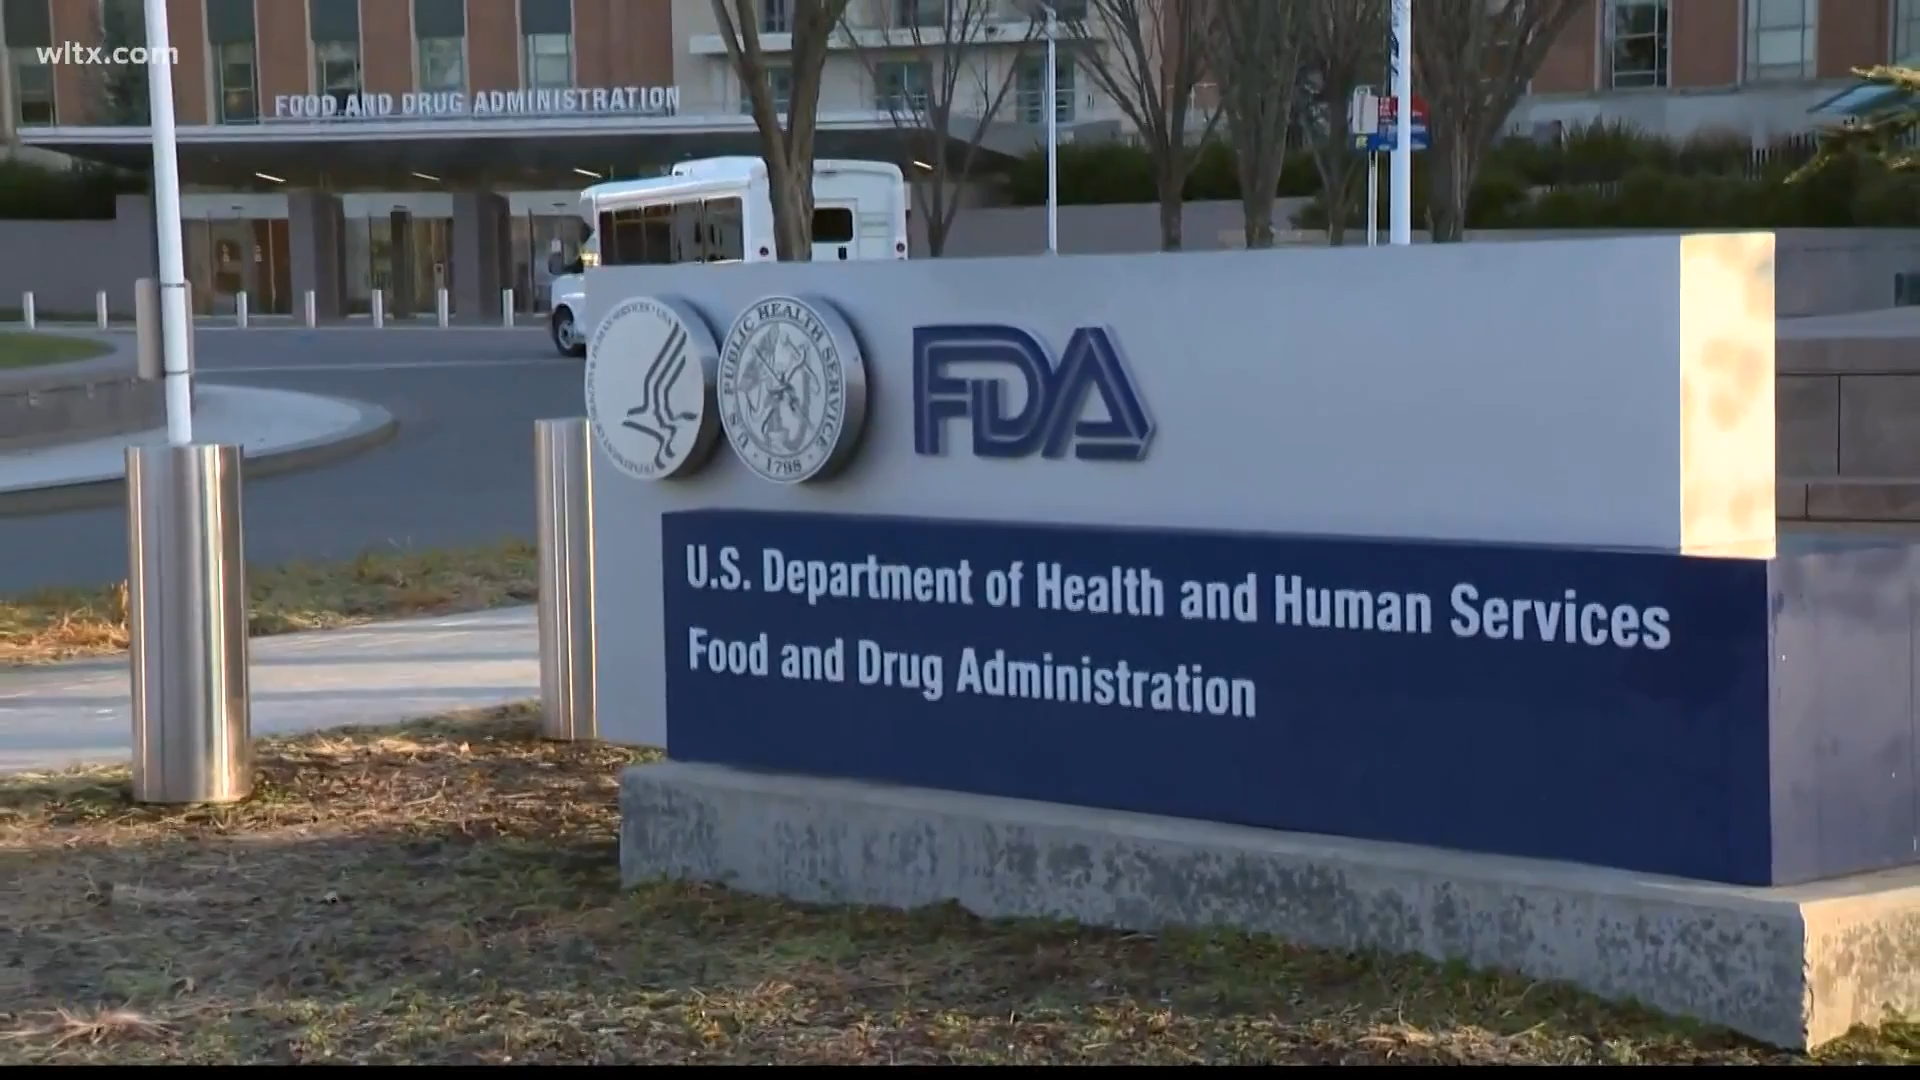 wltx.com
FOOD AND DRUG ADMINISTRATION
U.S. PUBLIC HEALTH SERVICE
1798
FDA
U.S. Department of Health and Human Services
Food and Drug Administration